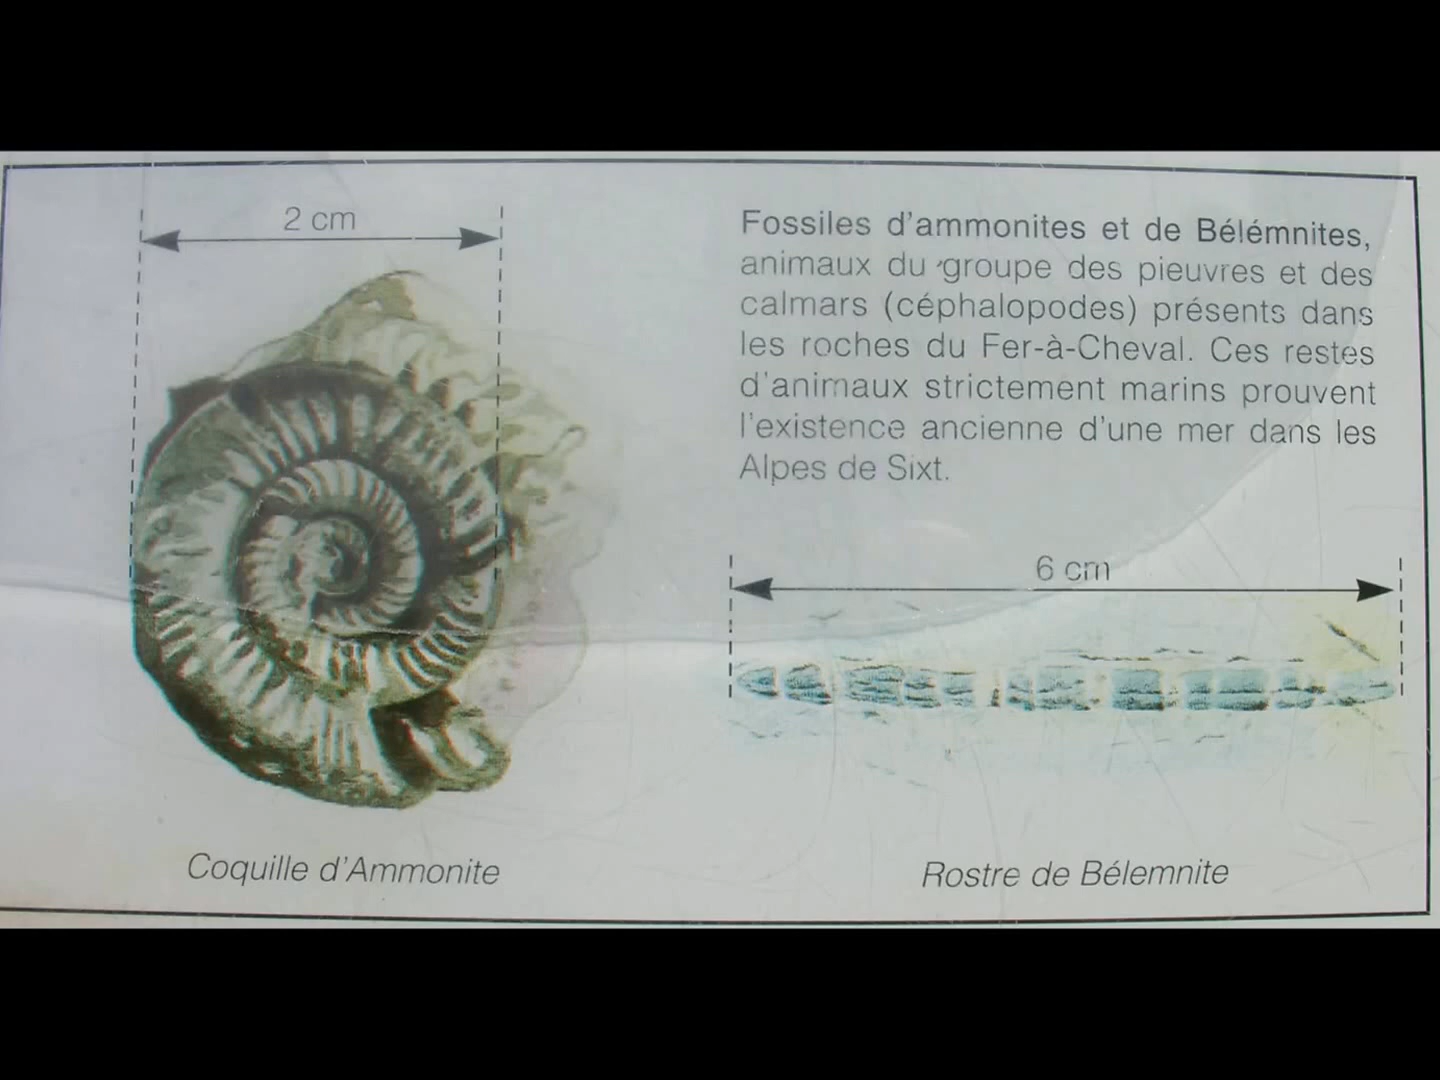 2 cm
Fossiles d'ammonites et de Bélémnites,
animaux du groupe des pieuvres et des
calmars (céphalopodes) présents dans
les roches du Fer-à-Cheval. Ces restes
d'animaux strictement marins prouvent
l'existence ancienne d'une mer dans les
Alpes de Sixt.
6 cm
Coquille d'Ammonite
Rostre de Bélemnite